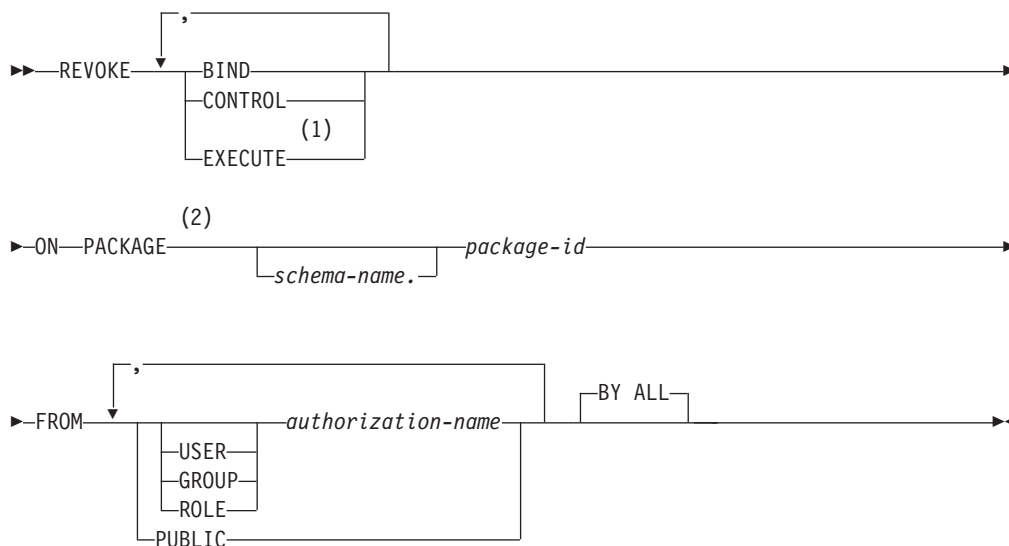 ,
REVOKE BIND
CONTROL
(1)
EXECUTE
(2)
ON PACKAGE package-id
schema-name.
,
BY ALL
FROM authorization-name
USER
GROUP
ROLE
PUBLIC